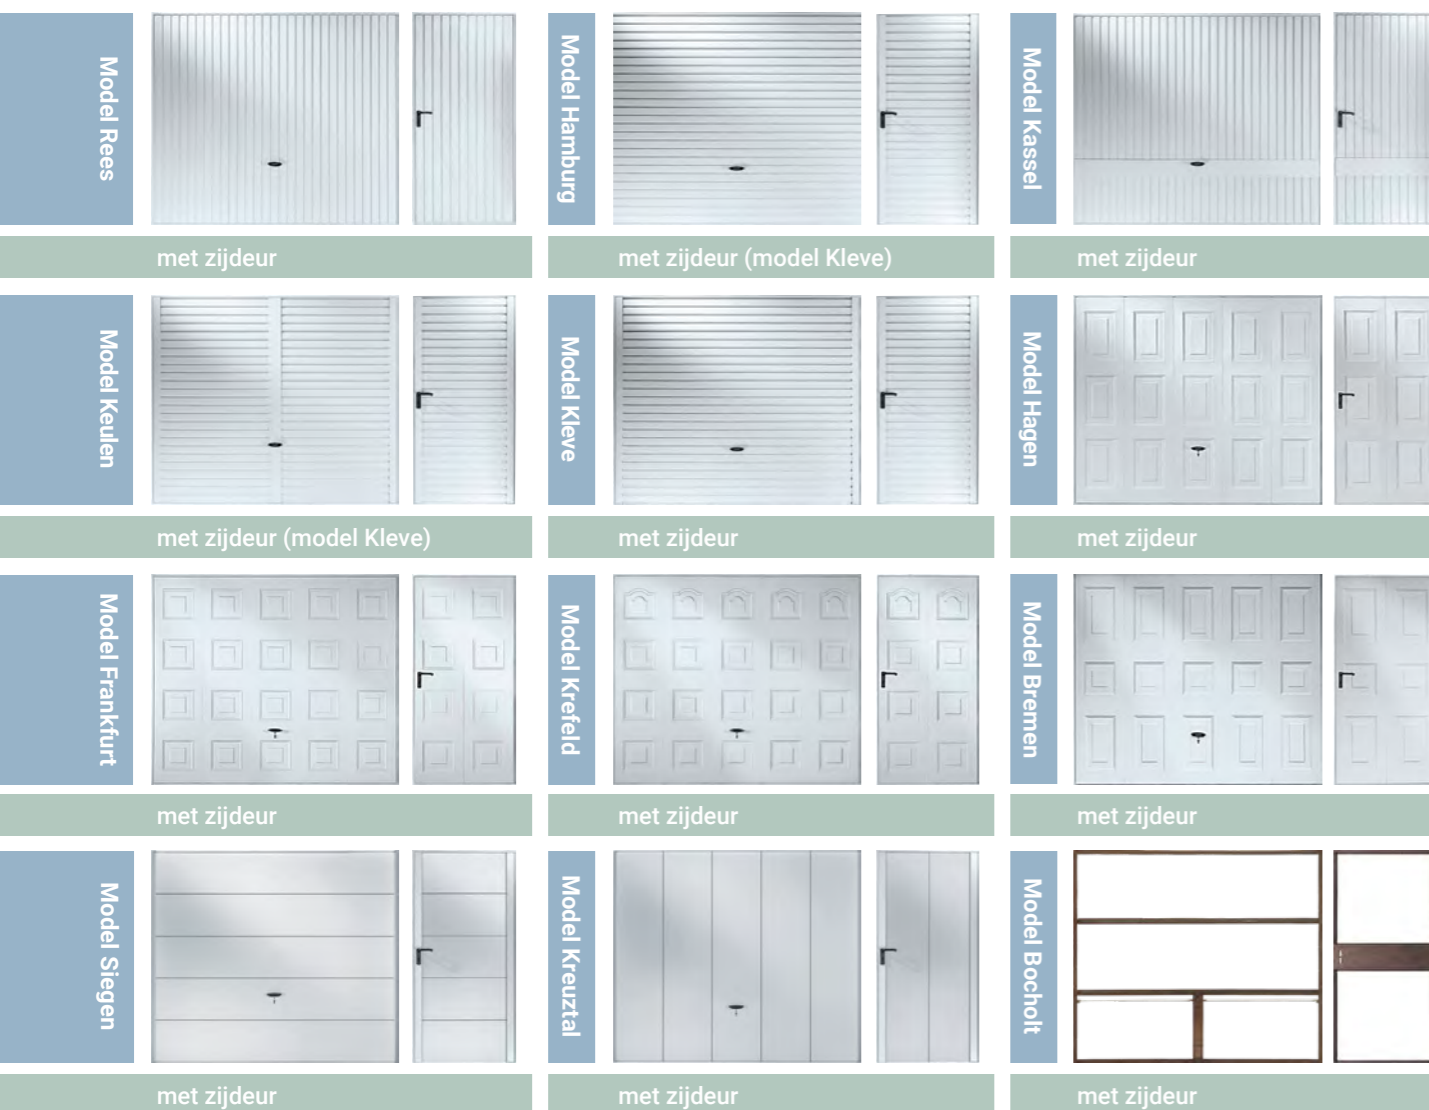 Model Rees
met zijdeur
Model Hamburg
met zijdeur (model Kleve)
Model Kassel
met zijdeur
Model Keulen
met zijdeur (model Kleve)
Model Kleve
met zijdeur
Model Hagen
met zijdeur
Model Frankfurt
met zijdeur
Model Krefeld
met zijdeur
Model Bremen
met zijdeur
Model Siegen
met zijdeur
Model Kreuztal
met zijdeur
Model Bocholt
met zijdeur